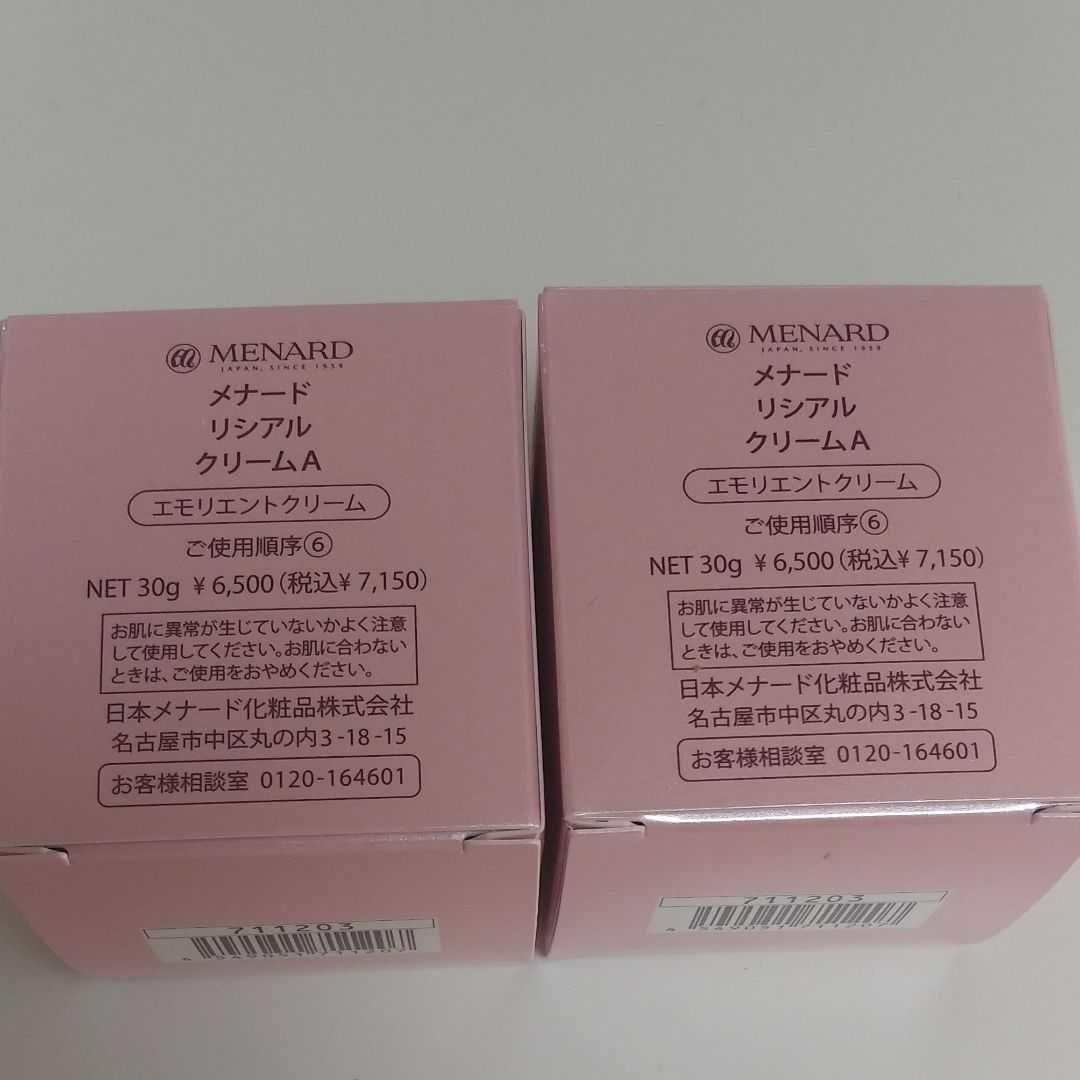 MENARD
JAPAN, SINCE 1959
メナード
リシアル
クリームA
エモリエントクリーム
ご使用順序⑥
NET 30g ¥6,500(税込¥7,150)
お肌に異常が生じていないかよく注意
して使用してください。お肌に合わない
ときは、ご使用をおやめください。
日本メナード化粧品株式会社
名古屋市中区丸の内3-18-15
お客様相談室 0120-164601
711203
MENARD
JAPAN, SINCE 1959
メナード
リシアル
クリームA
エモリエントクリーム
ご使用順序⑥
NET 30g ¥6,500(税込¥7,150)
お肌に異常が生じていないかよく注意
して使用してください。お肌に合わない
ときは、ご使用をおやめください。
日本メナード化粧品株式会社
名古屋市中区丸の内3-18-15
お客様相談室 0120-164601
711203